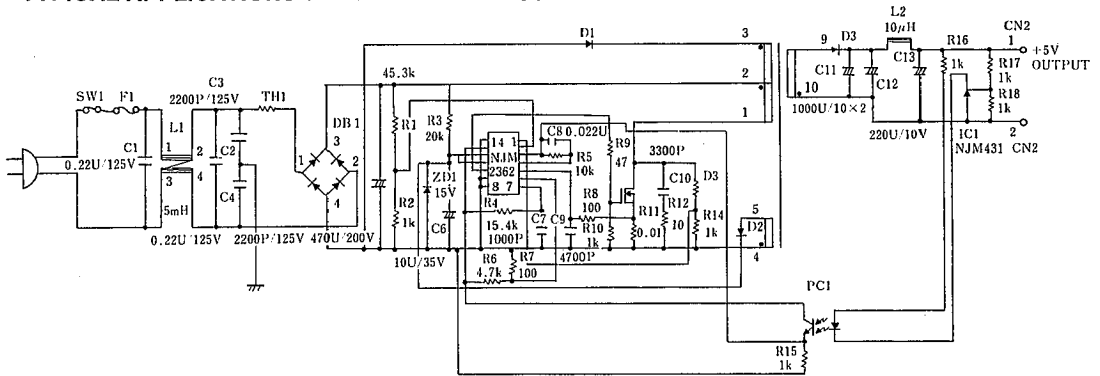 L2
CN2
D1
3
9
D3
10µH
R16
1
+5V
OUTPUT
C11
C13
R17
C12
1k
1k
45.3k
C3
2
10
R18
SW1
F1
2200P/125V
TH1
1000U/10×2
1k
R1
R3
20k
1
220U/10V
IC1
2
NJM431
CN2
L1
DB1
C8
0.022U
R9
C1
1
2
C2
3
14
1
NJM
2362
8
7
R5
10k
47
3300P
0.22U/125V
1
2
ZD1
15V
C10
D3
3
4
C4
4
R2
1k
R4
R8
100
R12
5
5mH
C6
15.4k
C7
C9
R11
10
R14
D2
0.22U/125V
2200P/125V
470U/200V
1000P
R10
1k
0.01
1k
4
10U/35V
R6
4.7k
R7
100
4700P
PC1
R15
1k